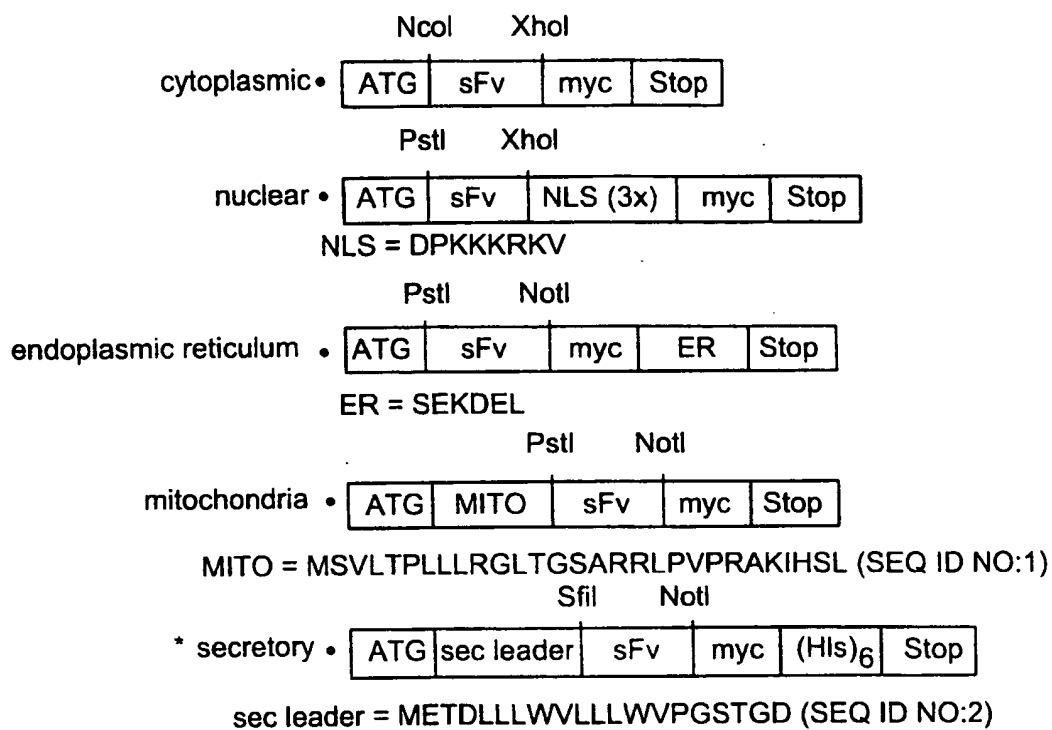 NcoI XhoI
cytoplasmic • ATG sFv myc Stop
PstI XhoI
nuclear • ATG sFv NLS (3x) myc Stop
NLS = DPKKKRKV
PstI NotI
endoplasmic reticulum • ATG sFv myc ER Stop
ER = SEKDEL
PstI NotI
mitochondria • ATG MITO sFv myc Stop
MITO = MSVLTPLLLRGLTGSARRLPVPRAKIHSL (SEQ ID NO:1)
SfiI NotI
* secretory • ATG sec leader sFv myc (HIs)6 Stop
sec leader = METDLLLWVLLLWVPGSTGD (SEQ ID NO:2)